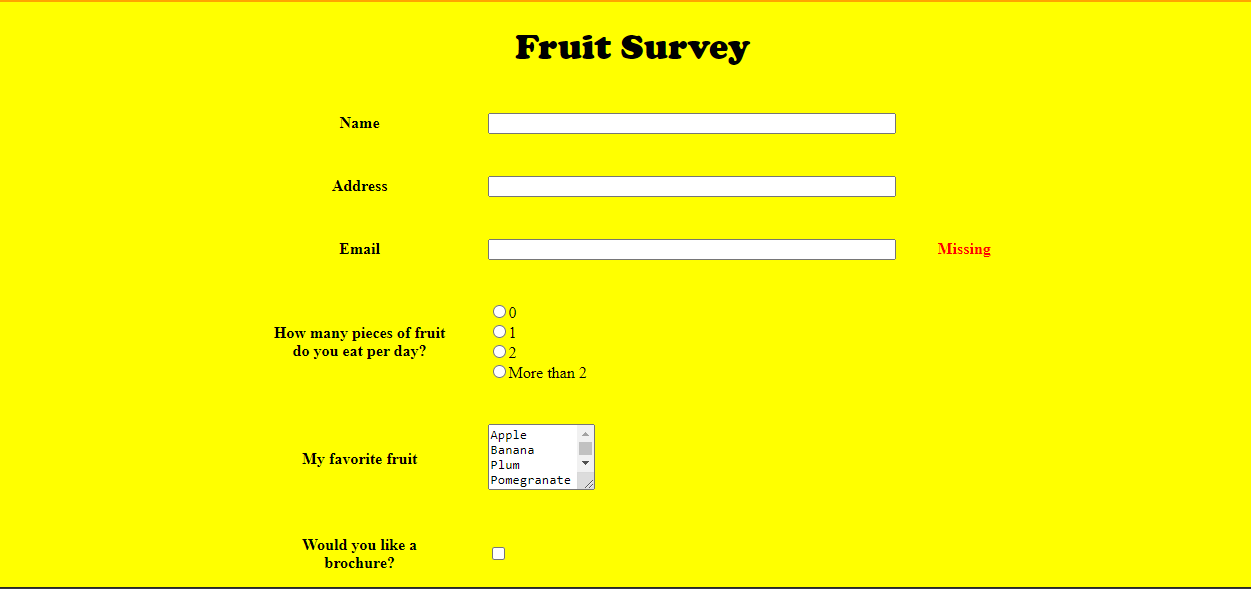 Fruit Survey
Name
Address
Email
Missing
How many pieces of fruit
do you eat per day?
0
1
2
More than 2
My favorite fruit
Apple
Banana
Plum
Pomegranate
Would you like a
brochure?